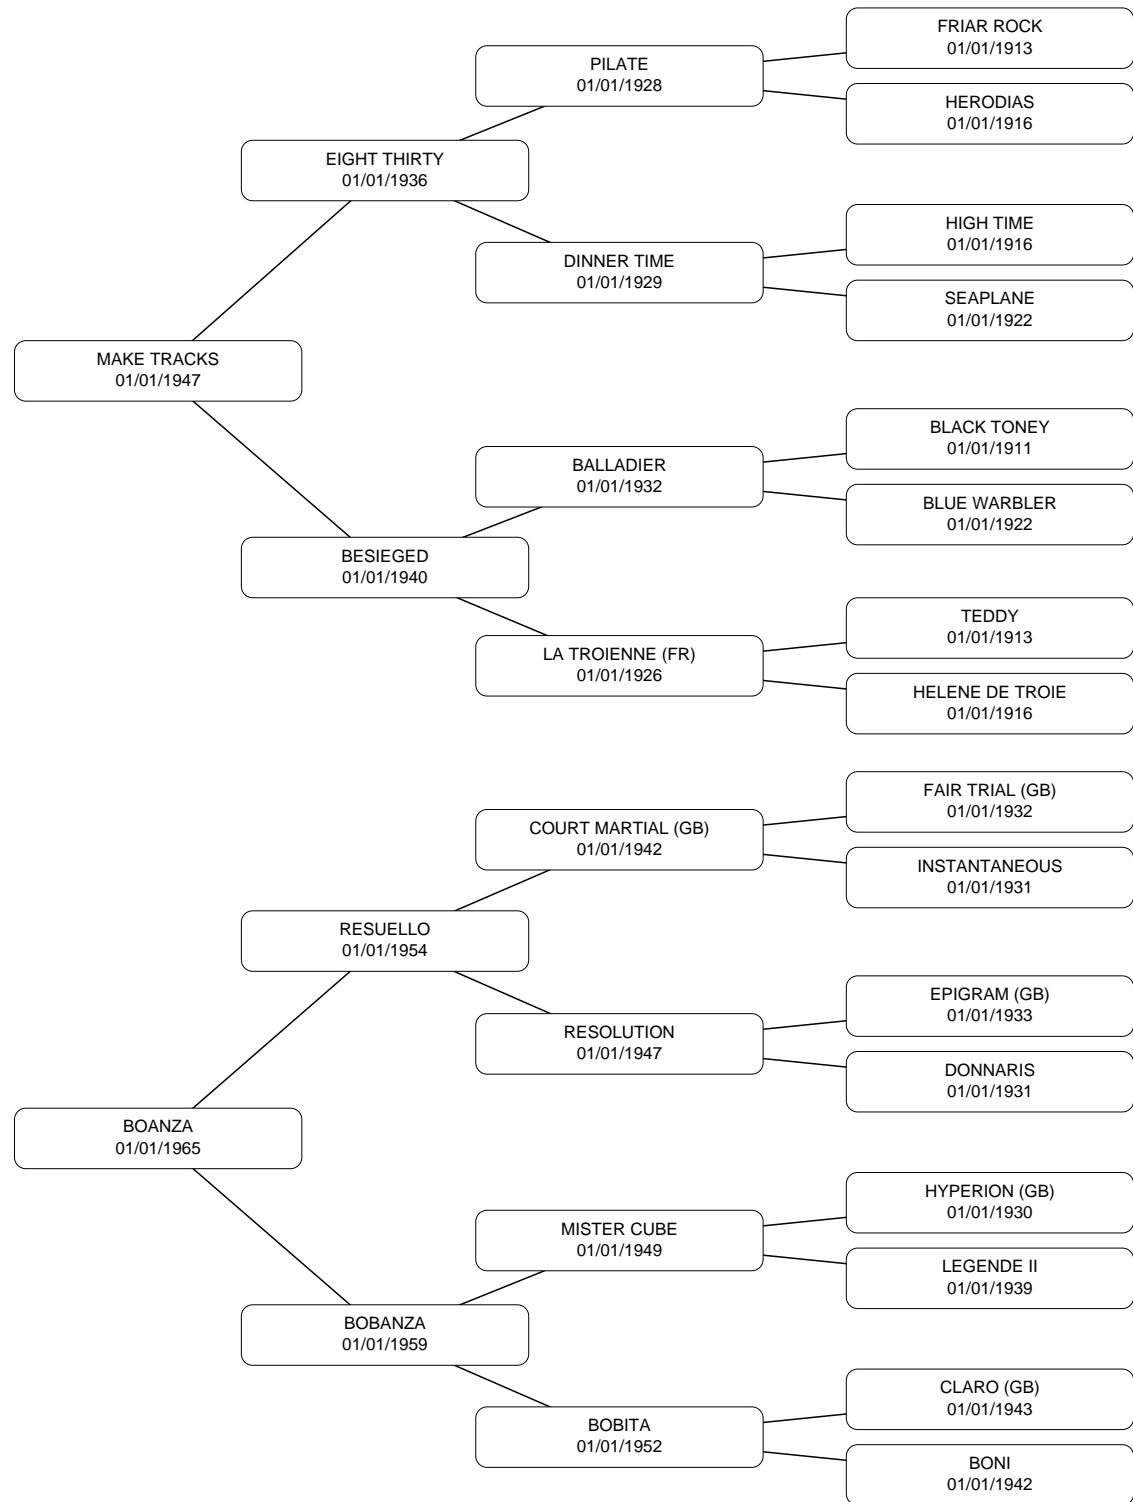 FRIAR ROCK
01/01/1913
PILATE
01/01/1928
HERODIAS
01/01/1916
EIGHT THIRTY
01/01/1936
HIGH TIME
01/01/1916
DINNER TIME
01/01/1929
SEAPLANE
01/01/1922
MAKE TRACKS
01/01/1947
BLACK TONEY
01/01/1911
BALLADIER
01/01/1932
BLUE WARBLER
01/01/1922
BESIEGED
01/01/1940
TEDDY
01/01/1913
LA TROIENNE (FR)
01/01/1926
HELENE DE TROIE
01/01/1916
FAIR TRIAL (GB)
01/01/1932
COURT MARTIAL (GB)
01/01/1942
INSTANTANEOUS
01/01/1931
RESUELLO
01/01/1954
EPIGRAM (GB)
01/01/1933
RESOLUTION
01/01/1947
DONNARIS
01/01/1931
BOANZA
01/01/1965
HYPERION (GB)
01/01/1930
MISTER CUBE
01/01/1949
LEGENDE II
01/01/1939
BOBANZA
01/01/1959
CLARO (GB)
01/01/1943
BOBITA
01/01/1952
BONI
01/01/1942